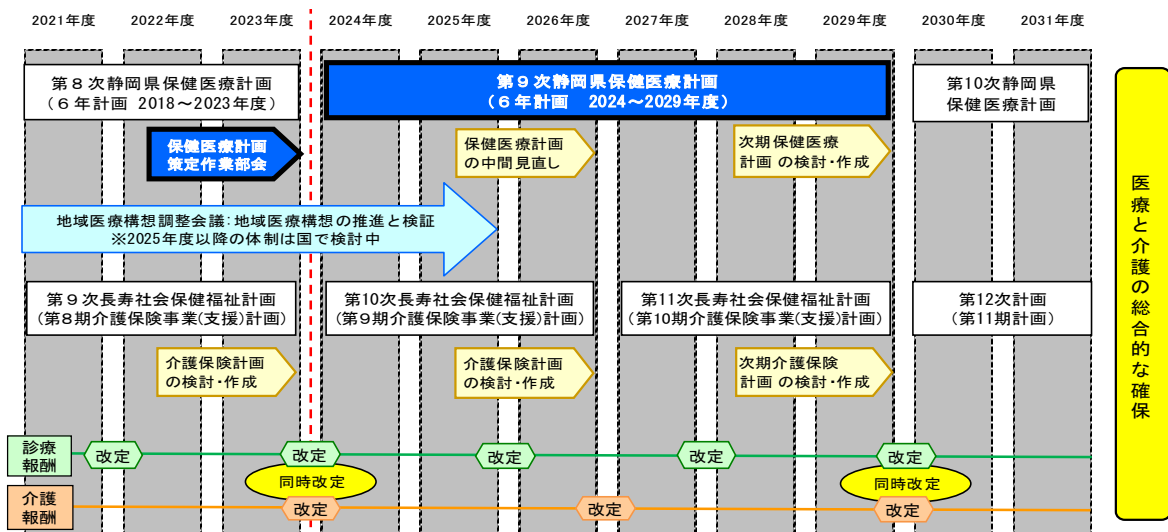 2021年度 2022年度 2023年度 2024年度 2025年度 2026年度 2027年度 2028年度 2029年度 2030年度 2031年度
第8次静岡県保健医療計画
(6年計画 2018~2023年度)
第9次静岡県保健医療計画
(6年計画 2024~2029年度)
第10次静岡県
保健医療計画
保健医療計画
策定作業部会
保健医療計画
の中間見直し
次期保健医療
計画の検討・作成
地域医療構想調整会議:地域医療構想の推進と検証
※2025年度以降の体制は国で検討中
第9次長寿社会保健福祉計画
(第8期介護保険事業(支援)計画)
第10次長寿社会保健福祉計画
(第9期介護保険事業(支援)計画)
第11次長寿社会保健福祉計画
(第10期介護保険事業(支援)計画)
第12次計画
(第11期計画)
介護保険計画
の検討・作成
介護保険計画
の検討・作成
次期介護保険
計画の検討・作成
診療
報酬
改定 改定 改定 改定 改定
同時改定 同時改定
介護
報酬
改定 改定 改定
医療と介護の総合的な確保